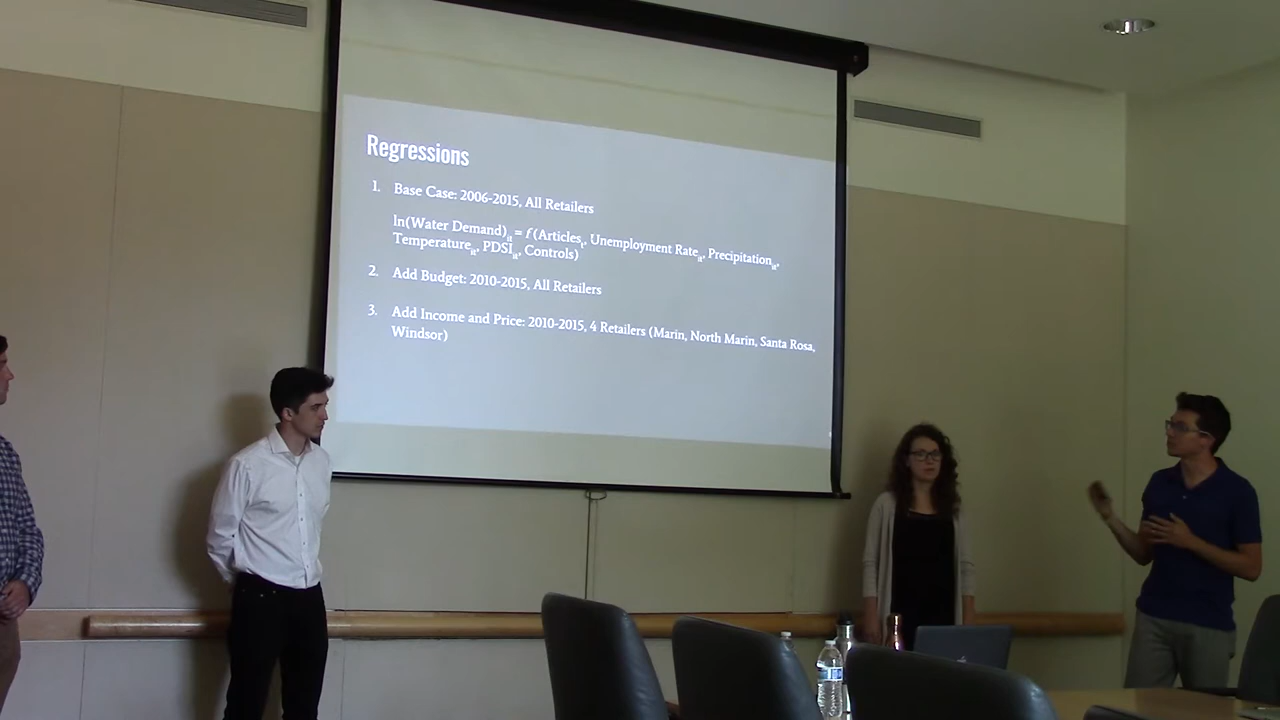 Regressions
1. Base Case: 2006-2015, All Retailers
ln(Water Demand)it = f (Articlest, Unemployment Rateit, Precipitationit,
Temperatureit, PDSIit, Controls)
2. Add Budget: 2010-2015, All Retailers
3. Add Income and Price: 2010-2015, 4 Retailers (Marin, North Marin, Santa Rosa,
Windsor)